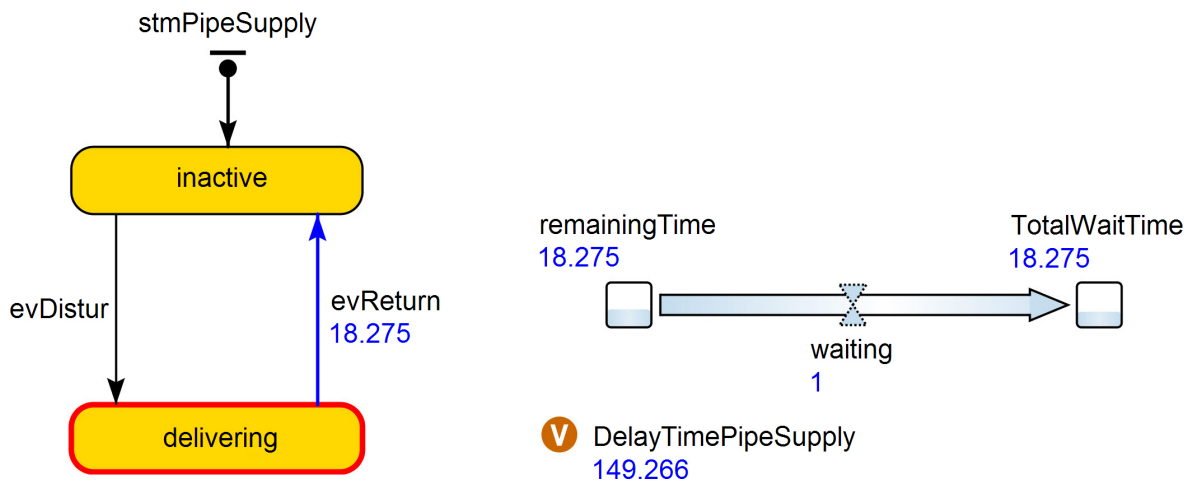 stmPipeSupply
inactive
evDistur
evReturn
18.275
delivering
remainingTime
18.275
TotalWaitTime
18.275
waiting
1
V
DelayTimePipeSupply
149.266